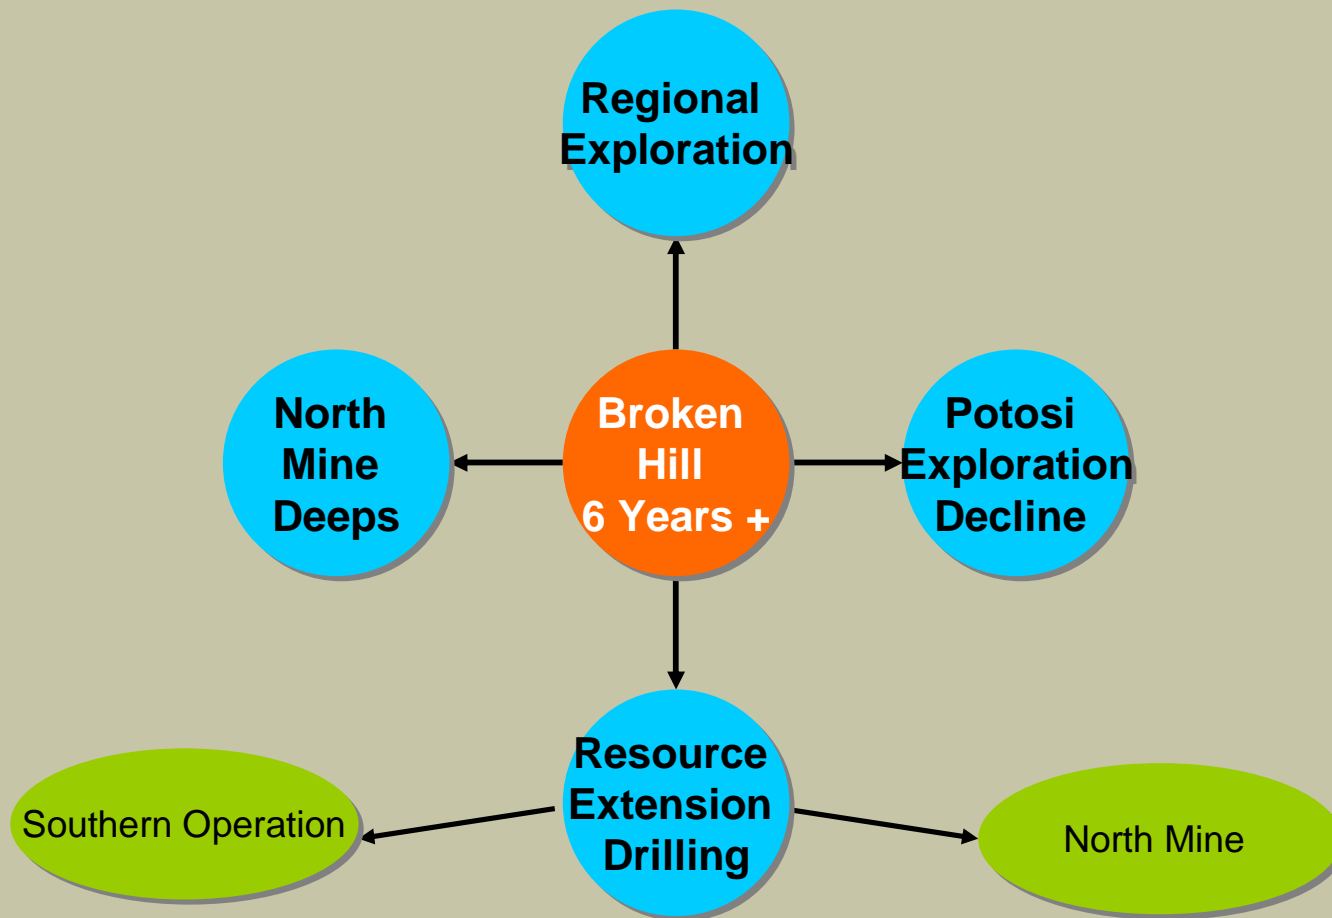 Regional
Exploration
North
Mine
Deeps
Broken
Hill
6 Years +
Potosi
Exploration
Decline
Resource
Extension
Drilling
Southern Operation
North Mine